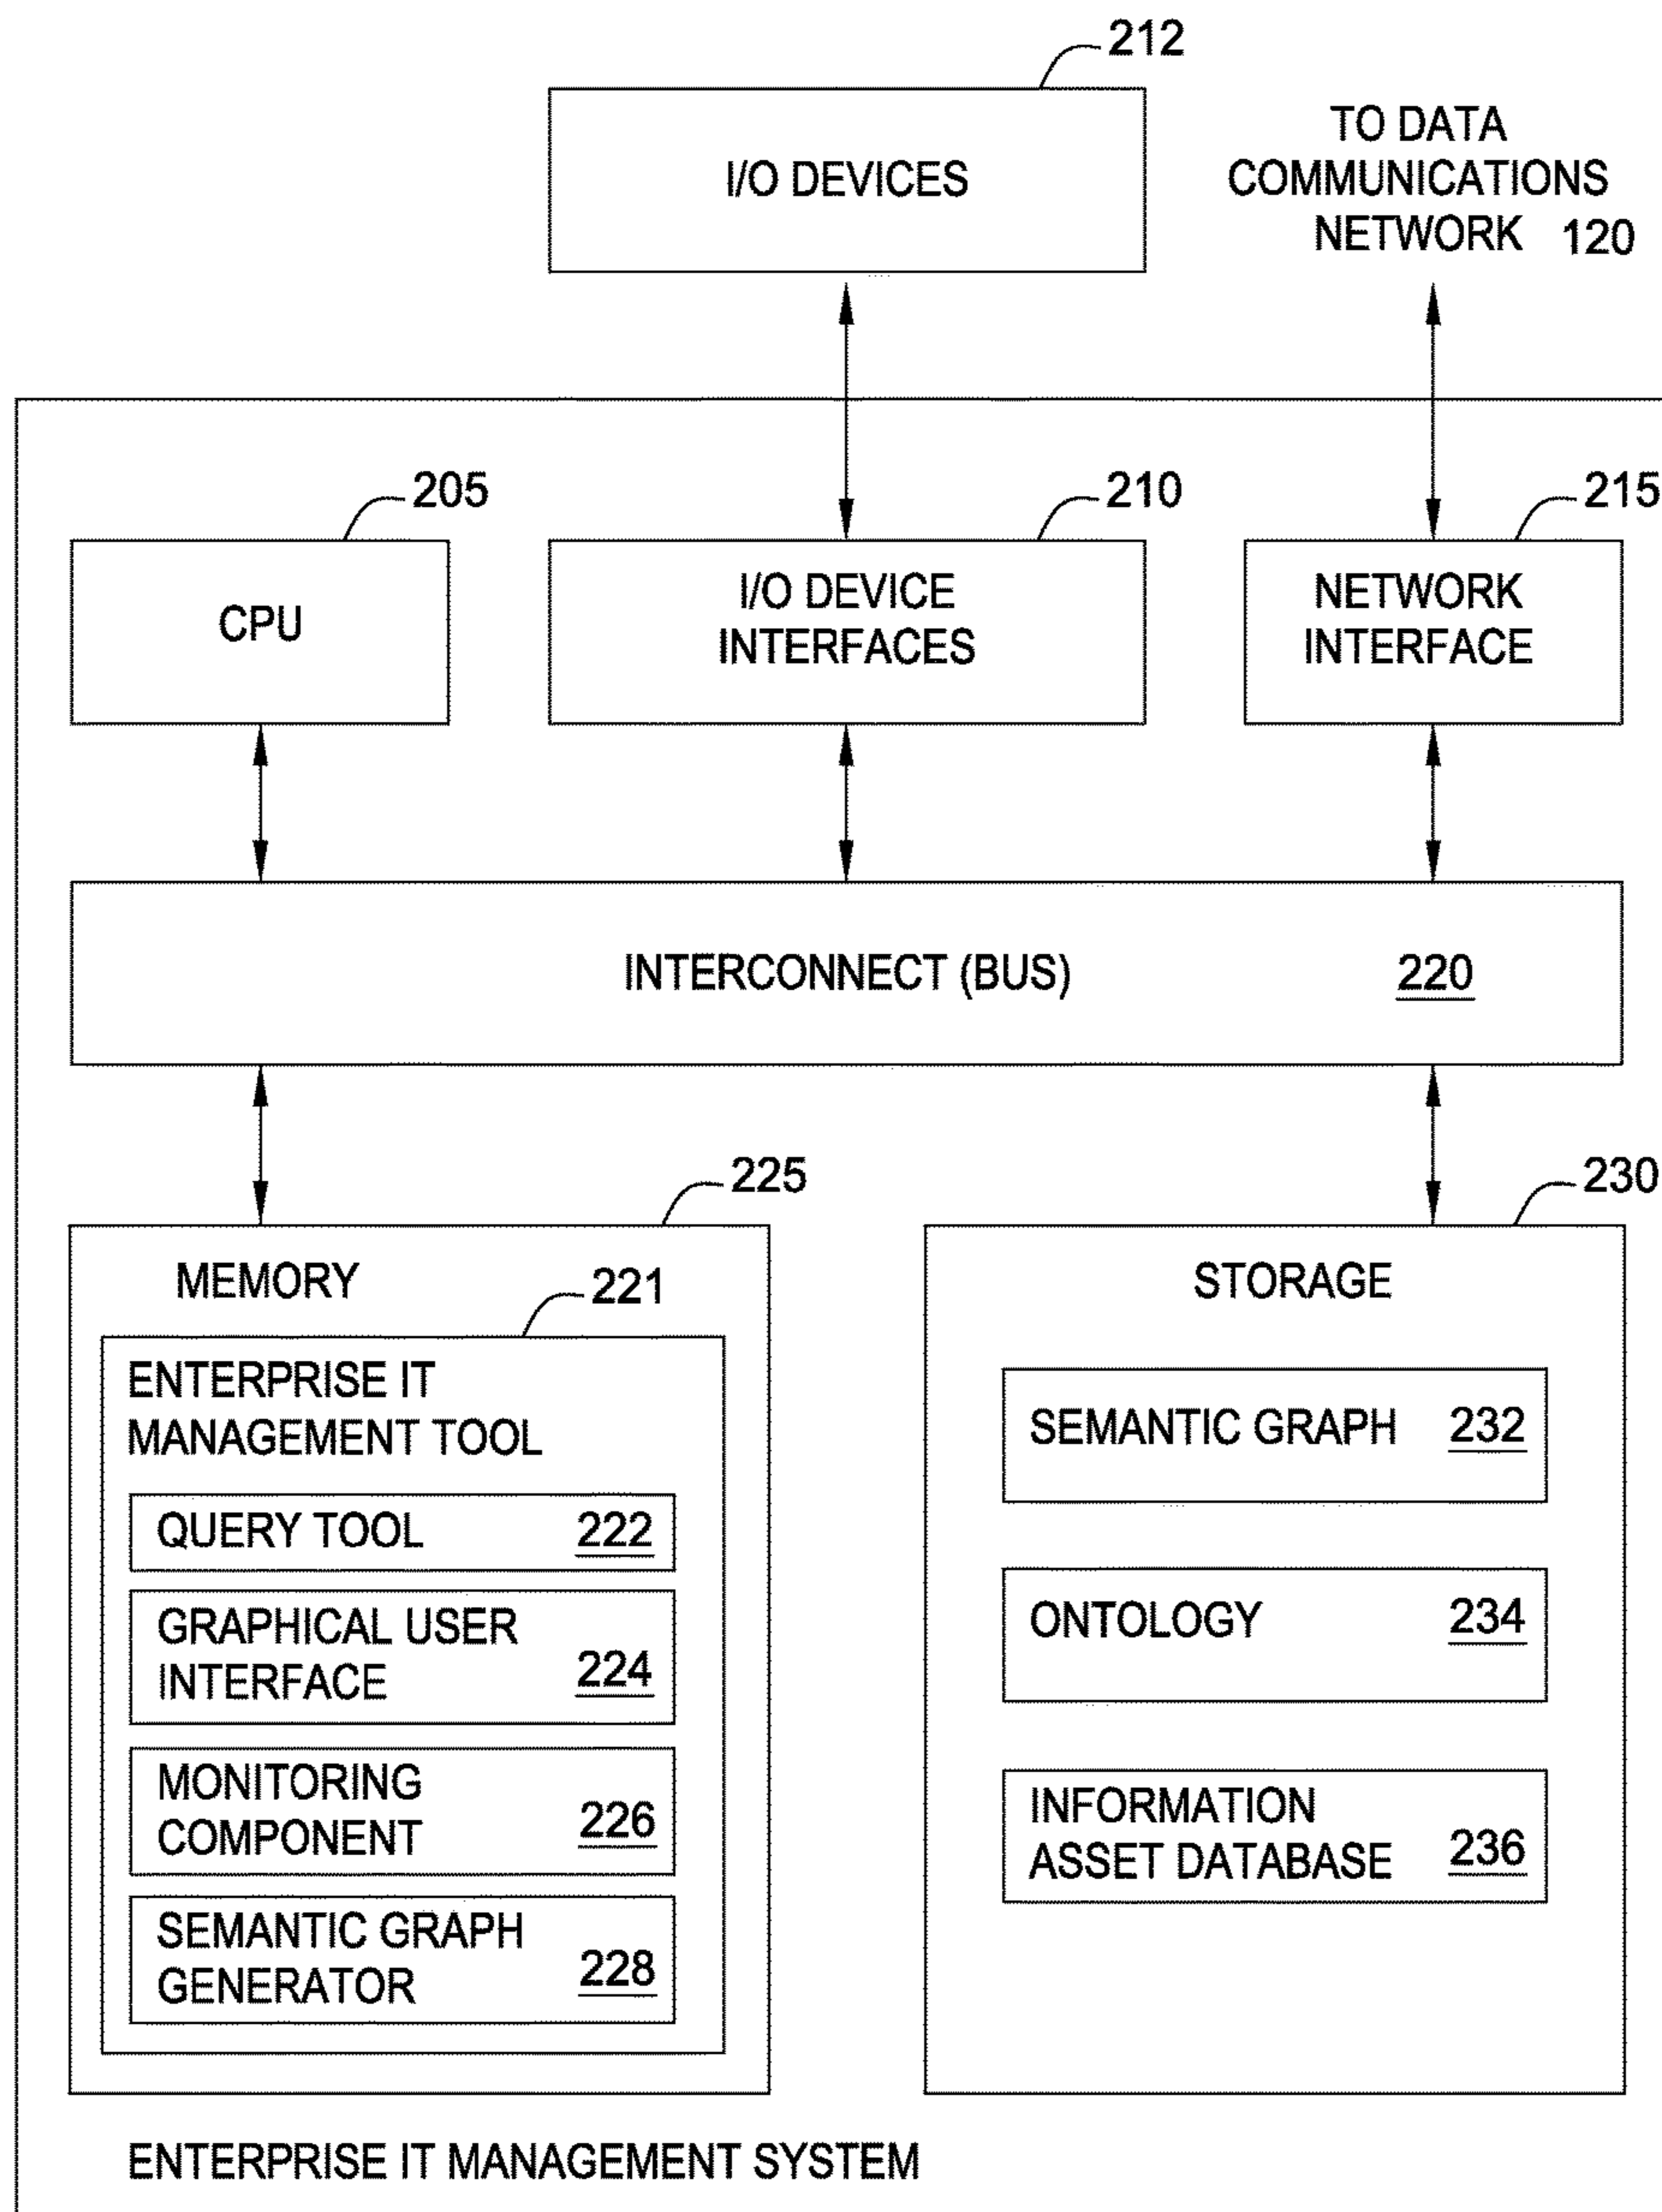 212
I/O DEVICES
TO DATA
COMMUNICATIONS
NETWORK 120
205
210
215
CPU
I/O DEVICE
INTERFACES
NETWORK
INTERFACE
INTERCONNECT (BUS) 220
225
230
MEMORY
221
ENTERPRISE IT
MANAGEMENT TOOL
QUERY TOOL 222
GRAPHICAL USER
INTERFACE 224
MONITORING
COMPONENT 226
SEMANTIC GRAPH
GENERATOR 228
STORAGE
SEMANTIC GRAPH 232
ONTOLOGY 234
INFORMATION
ASSET DATABASE 236
ENTERPRISE IT MANAGEMENT SYSTEM